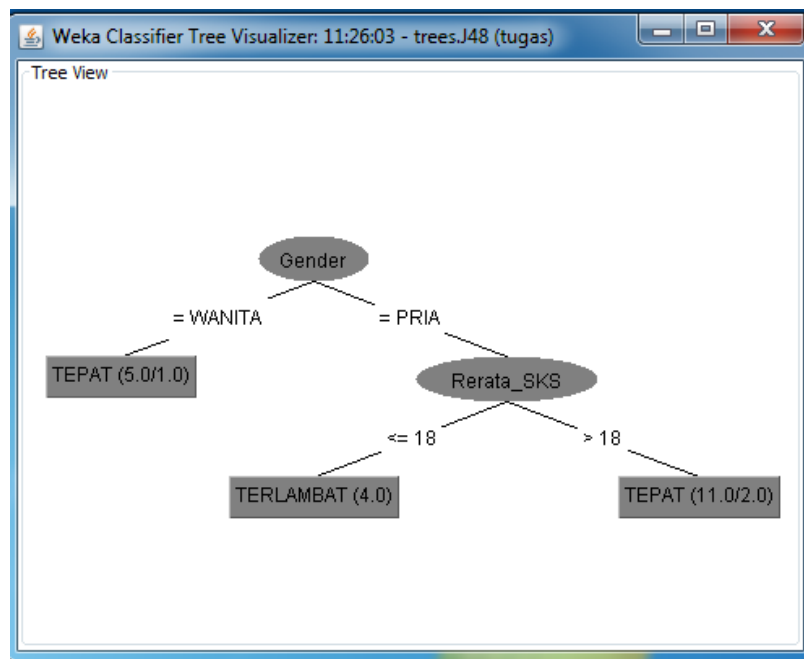 Weka Classifier Tree Visualizer: 11:26:03 - trees.J48 (tugas)
Tree View
Gender
= WANITA
= PRIA
TEPAT (5.0/1.0)
Rerata_SKS
<= 18
> 18
TERLAMBAT (4.0)
TEPAT (11.0/2.0)